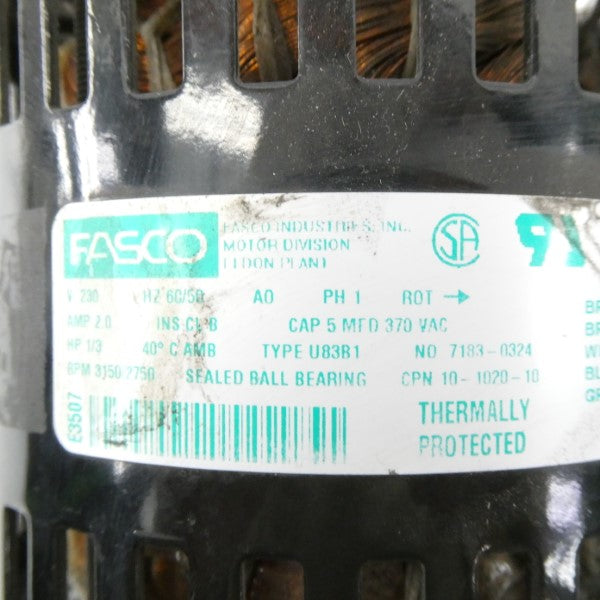 FASCO
FASCO INDUSTRIES, INC.
MOTOR DIVISION
ELDON PLANT
SA
V 230 HZ 60/50 AO PH 1 ROT →
AMP 2.0 INS CL B CAP 5 MFD 370 VAC
HP 1/3 40° C AMB TYPE U83B1 NO 7183-0324
RPM 3150 2750 SEALED BALL BEARING CPN 10-1020-10
E3507
THERMALLY
PROTECTED